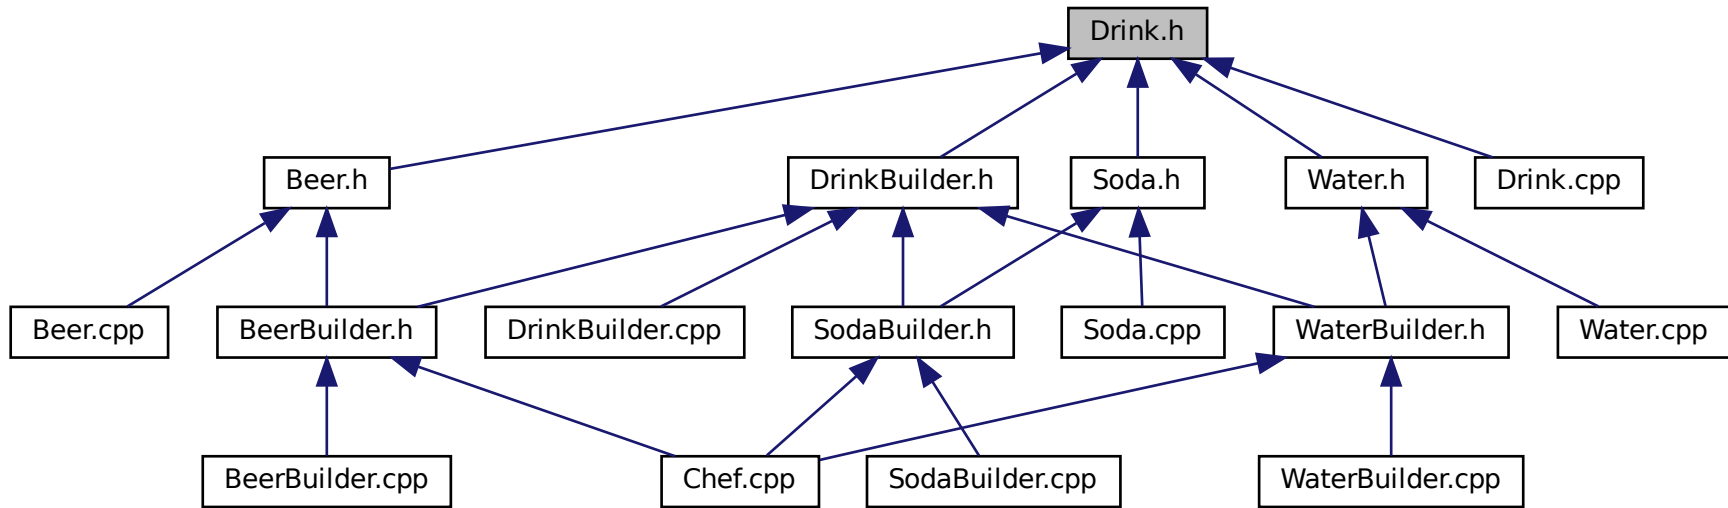 Drink.h
Beer.h
DrinkBuilder.h
Soda.h
Water.h
Drink.cpp
Beer.cpp
BeerBuilder.h
DrinkBuilder.cpp
SodaBuilder.h
Soda.cpp
WaterBuilder.h
Water.cpp
BeerBuilder.cpp
Chef.cpp
SodaBuilder.cpp
WaterBuilder.cpp